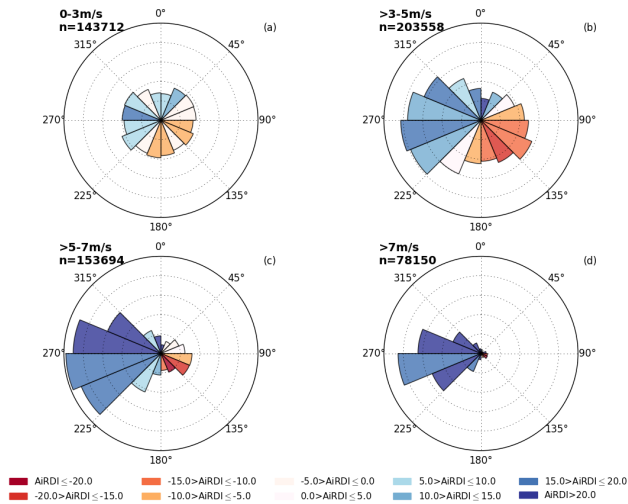 0-3m/s
n=143712
0°
(a)
315°
45°
270°
90°
225°
135°
180°
>3-5m/s
n=203558
0°
(b)
315°
45°
270°
90°
225°
135°
180°
>5-7m/s
n=153694
0°
(c)
315°
45°
270°
90°
225°
135°
180°
>7m/s
n=78150
0°
(d)
315°
45°
270°
90°
225°
135°
180°
AiRDI ≤ -20.0
-20.0>AiRDI ≤ -15.0
-15.0>AiRDI ≤ -10.0
-10.0>AiRDI ≤ -5.0
-5.0>AiRDI ≤ 0.0
0.0>AiRDI ≤ 5.0
5.0>AiRDI ≤ 10.0
10.0>AiRDI ≤ 15.0
15.0>AiRDI ≤ 20.0
AiRDI>20.0